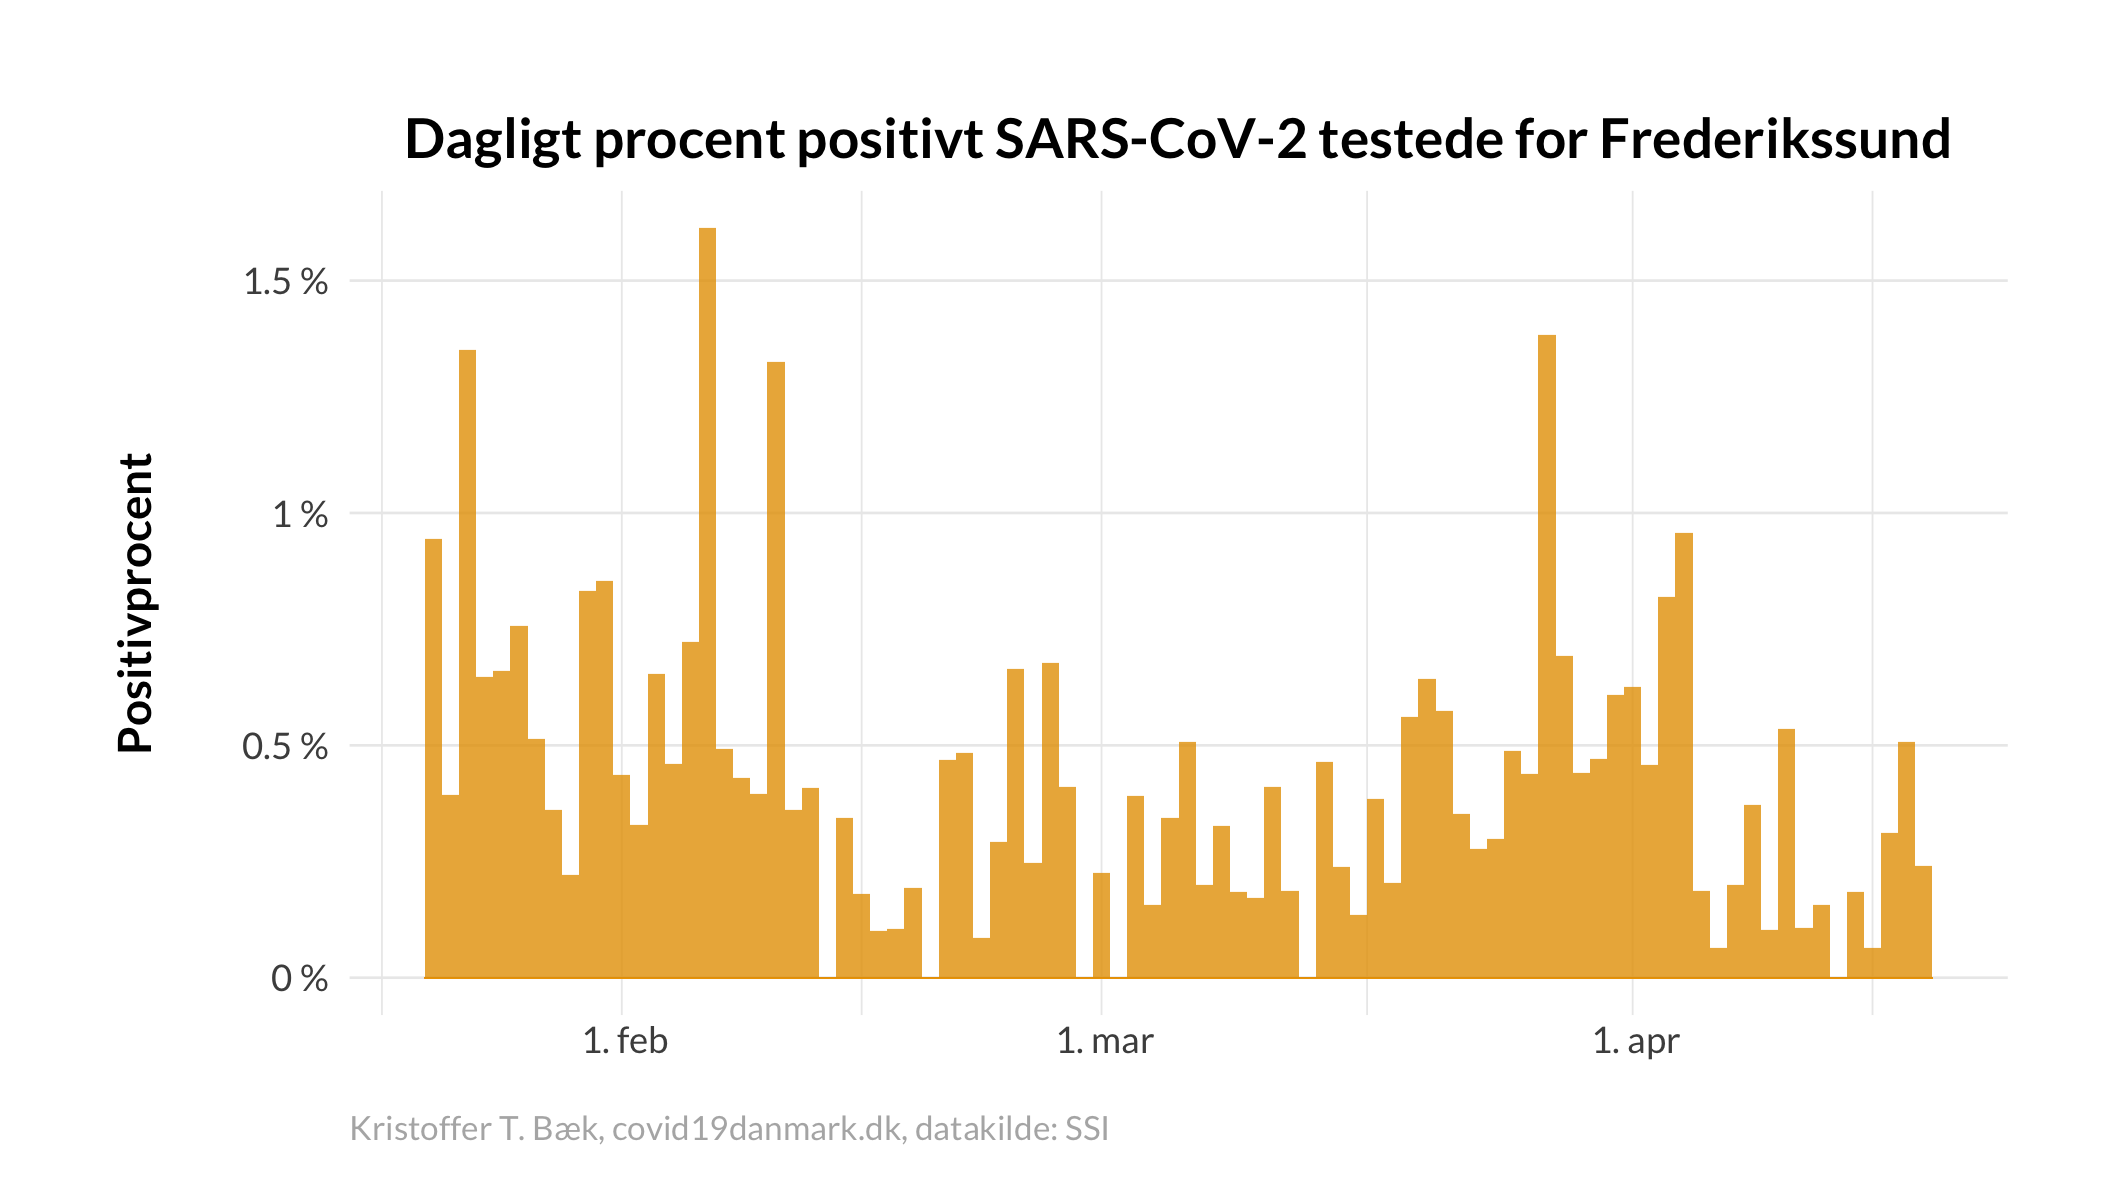 Dagligt procent positivt SARS-CoV-2 testede for Frederikssund
Positivprocent
1.5 %
1 %
0.5 %
0 %
1. feb
1. mar
1. apr
Kristoffer T. Bæk, covid19danmark.dk, datakilde: SSI